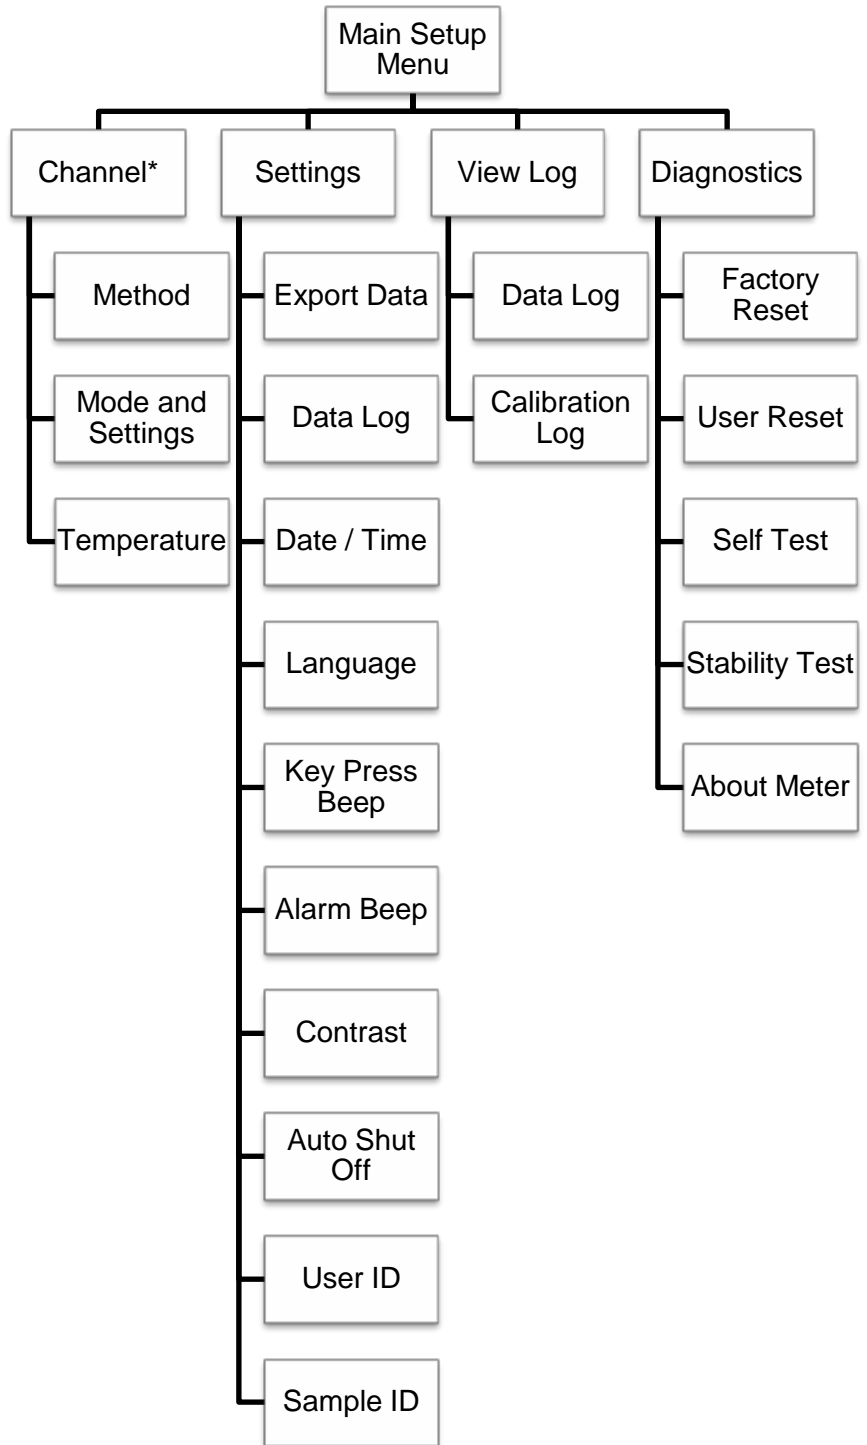 Main Setup
Menu
Channel*
Method
Mode and
Settings
Temperature
Settings
Export Data
Data Log
Date / Time
Language
Key Press
Beep
Alarm Beep
Contrast
Auto Shut
Off
User ID
Sample ID
View Log
Data Log
Calibration
Log
Diagnostics
Factory
Reset
User Reset
Self Test
Stability Test
About Meter